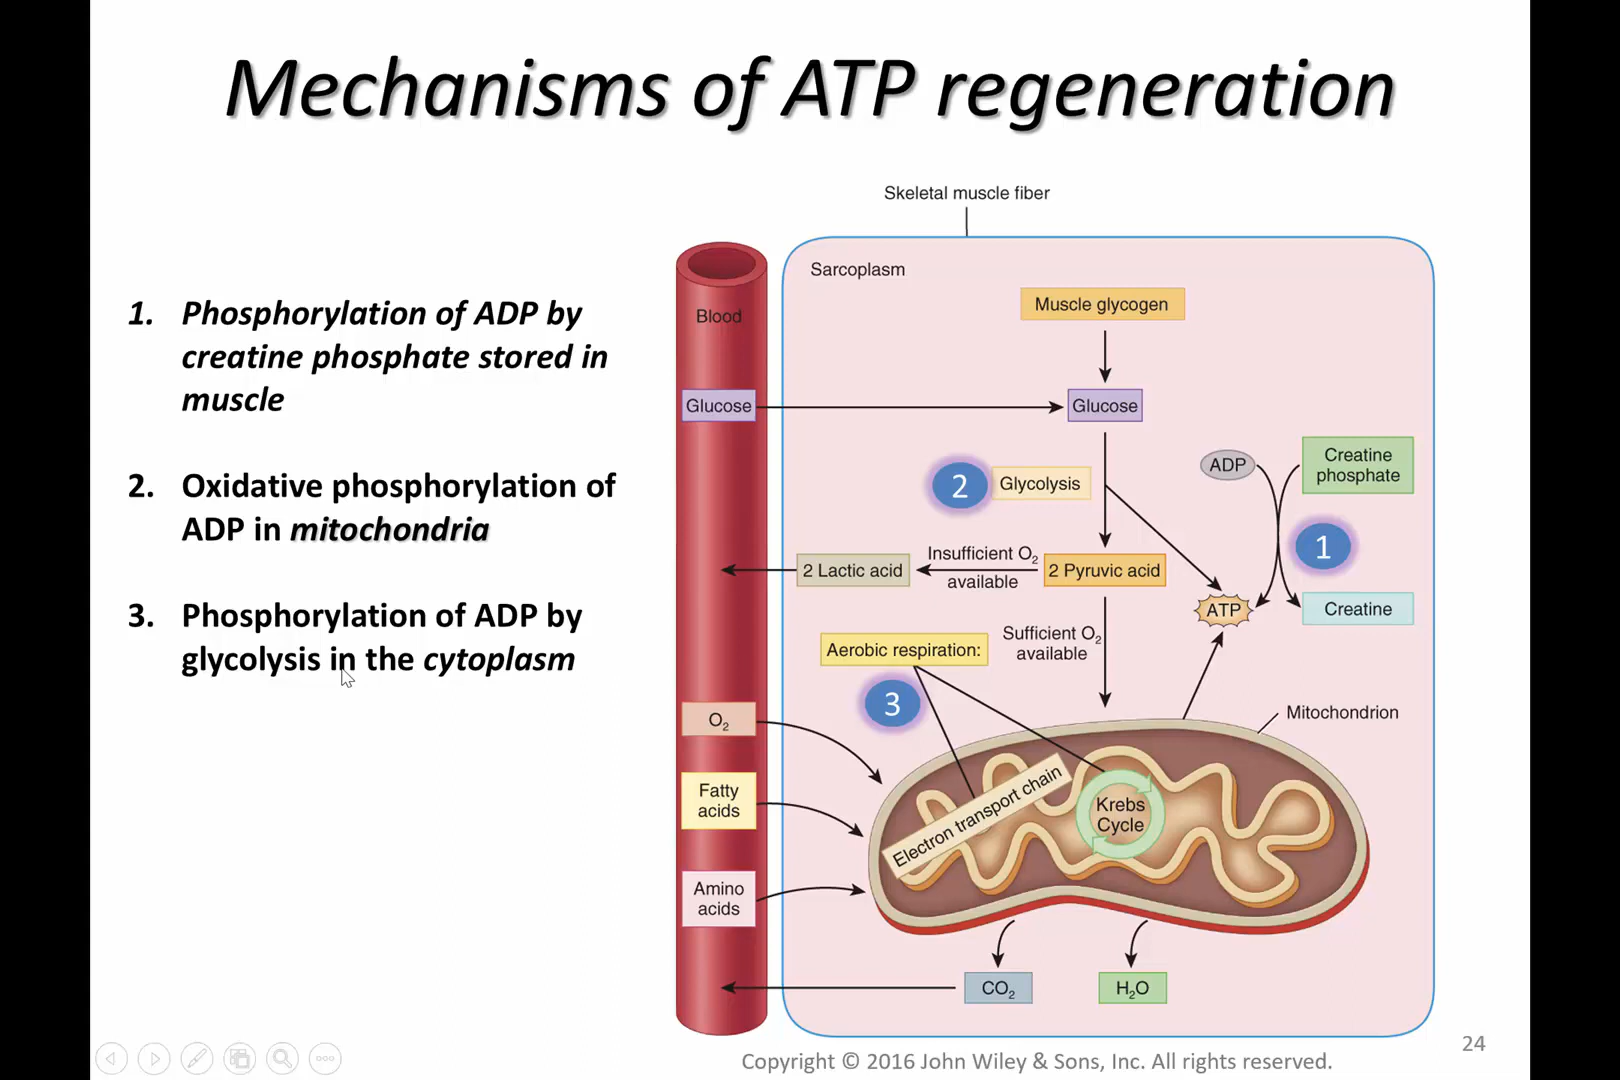 Mechanisms of ATP regeneration
1. Phosphorylation of ADP by
creatine phosphate stored in
muscle
2. Oxidative phosphorylation of
ADP in mitochondria
3. Phosphorylation of ADP by
glycolysis in the cytoplasm
Skeletal muscle fiber
Sarcoplasm
Blood
Muscle glycogen
Glucose
Glucose
2
Glycolysis
ADP
Creatine
phosphate
1
2 Lactic acid
Insufficient O₂
available
2 Pyruvic acid
ATP
Creatine
Aerobic respiration:
Sufficient O₂
available
3
O₂
Mitochondrion
Fatty
acids
Electron transport chain
Krebs
Cycle
Amino
acids
CO₂
H₂O
24
Copyright © 2016 John Wiley & Sons, Inc. All rights reserved.